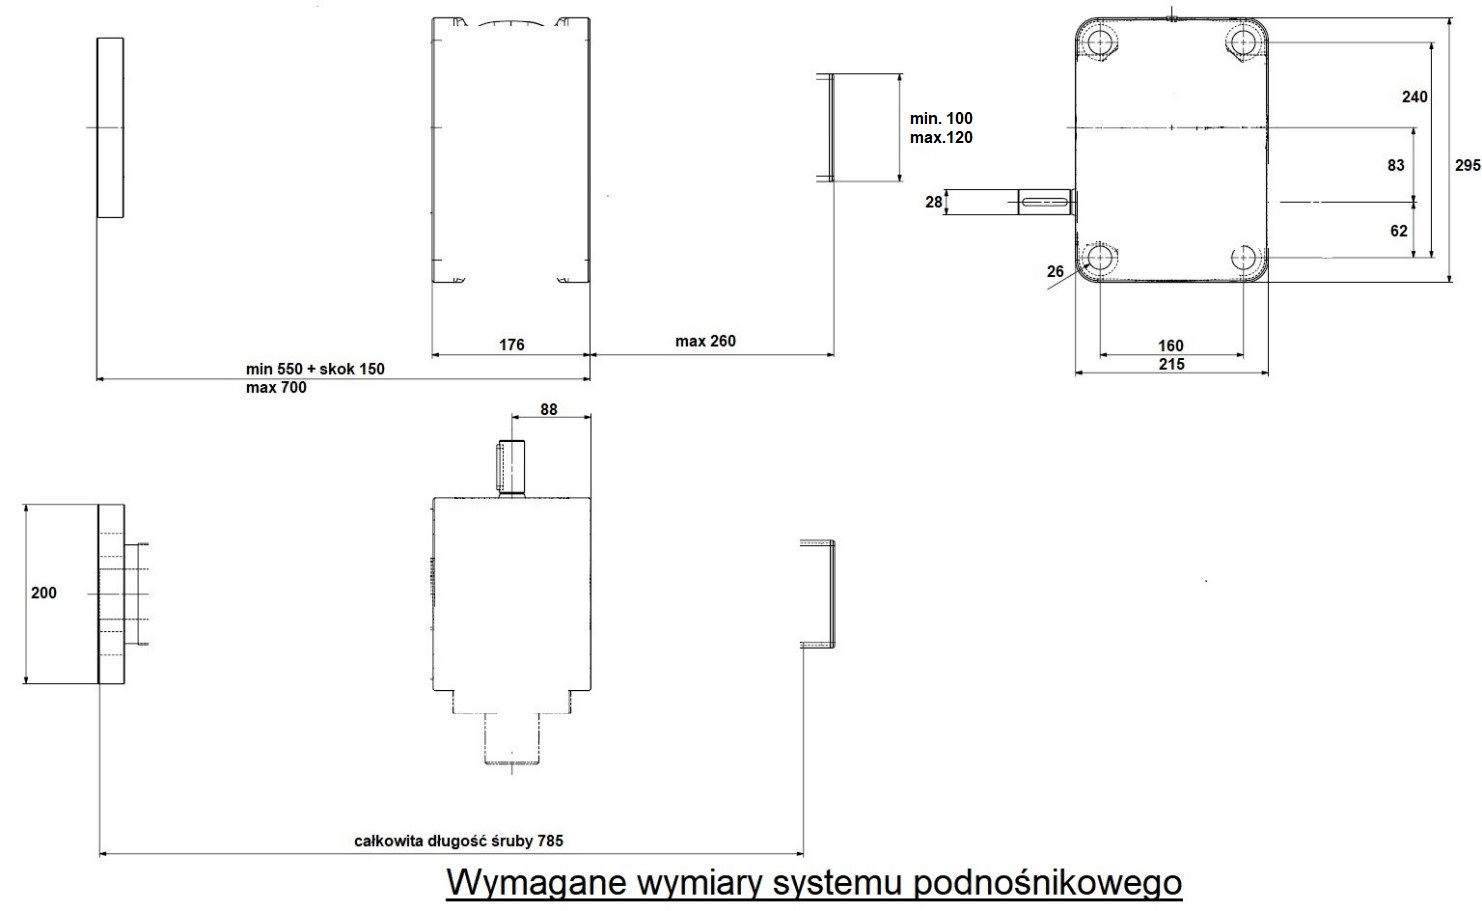 min. 100
max.120
240
83
295
28
62
26
176
max 260
160
215
min 550 + skok 150
max 700
88
200
całkowita długość śruby 785
Wymagane wymiary systemu podnośnikowego